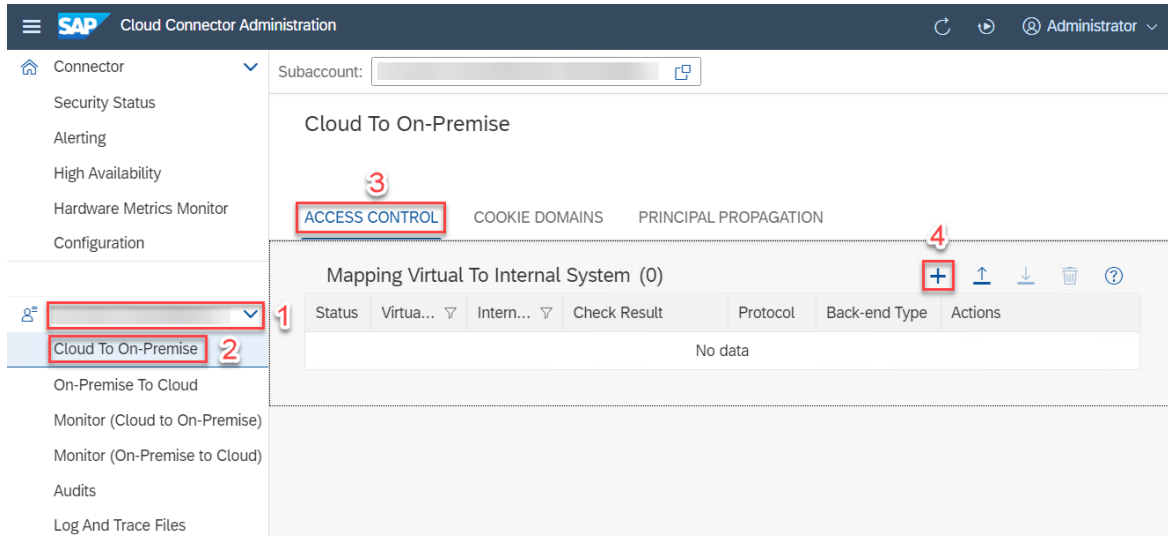 SAP Cloud Connector Administration
Administrator
Connector
Security Status
Alerting
High Availability
Hardware Metrics Monitor
Configuration
1
Cloud To On-Premise 2
On-Premise To Cloud
Monitor (Cloud to On-Premise)
Monitor (On-Premise to Cloud)
Audits
Log And Trace Files
Subaccount:
Cloud To On-Premise
3
ACCESS CONTROL COOKIE DOMAINS PRINCIPAL PROPAGATION
4
Mapping Virtual To Internal System (0)
Status Virtua... Intern... Check Result Protocol Back-end Type Actions
No data